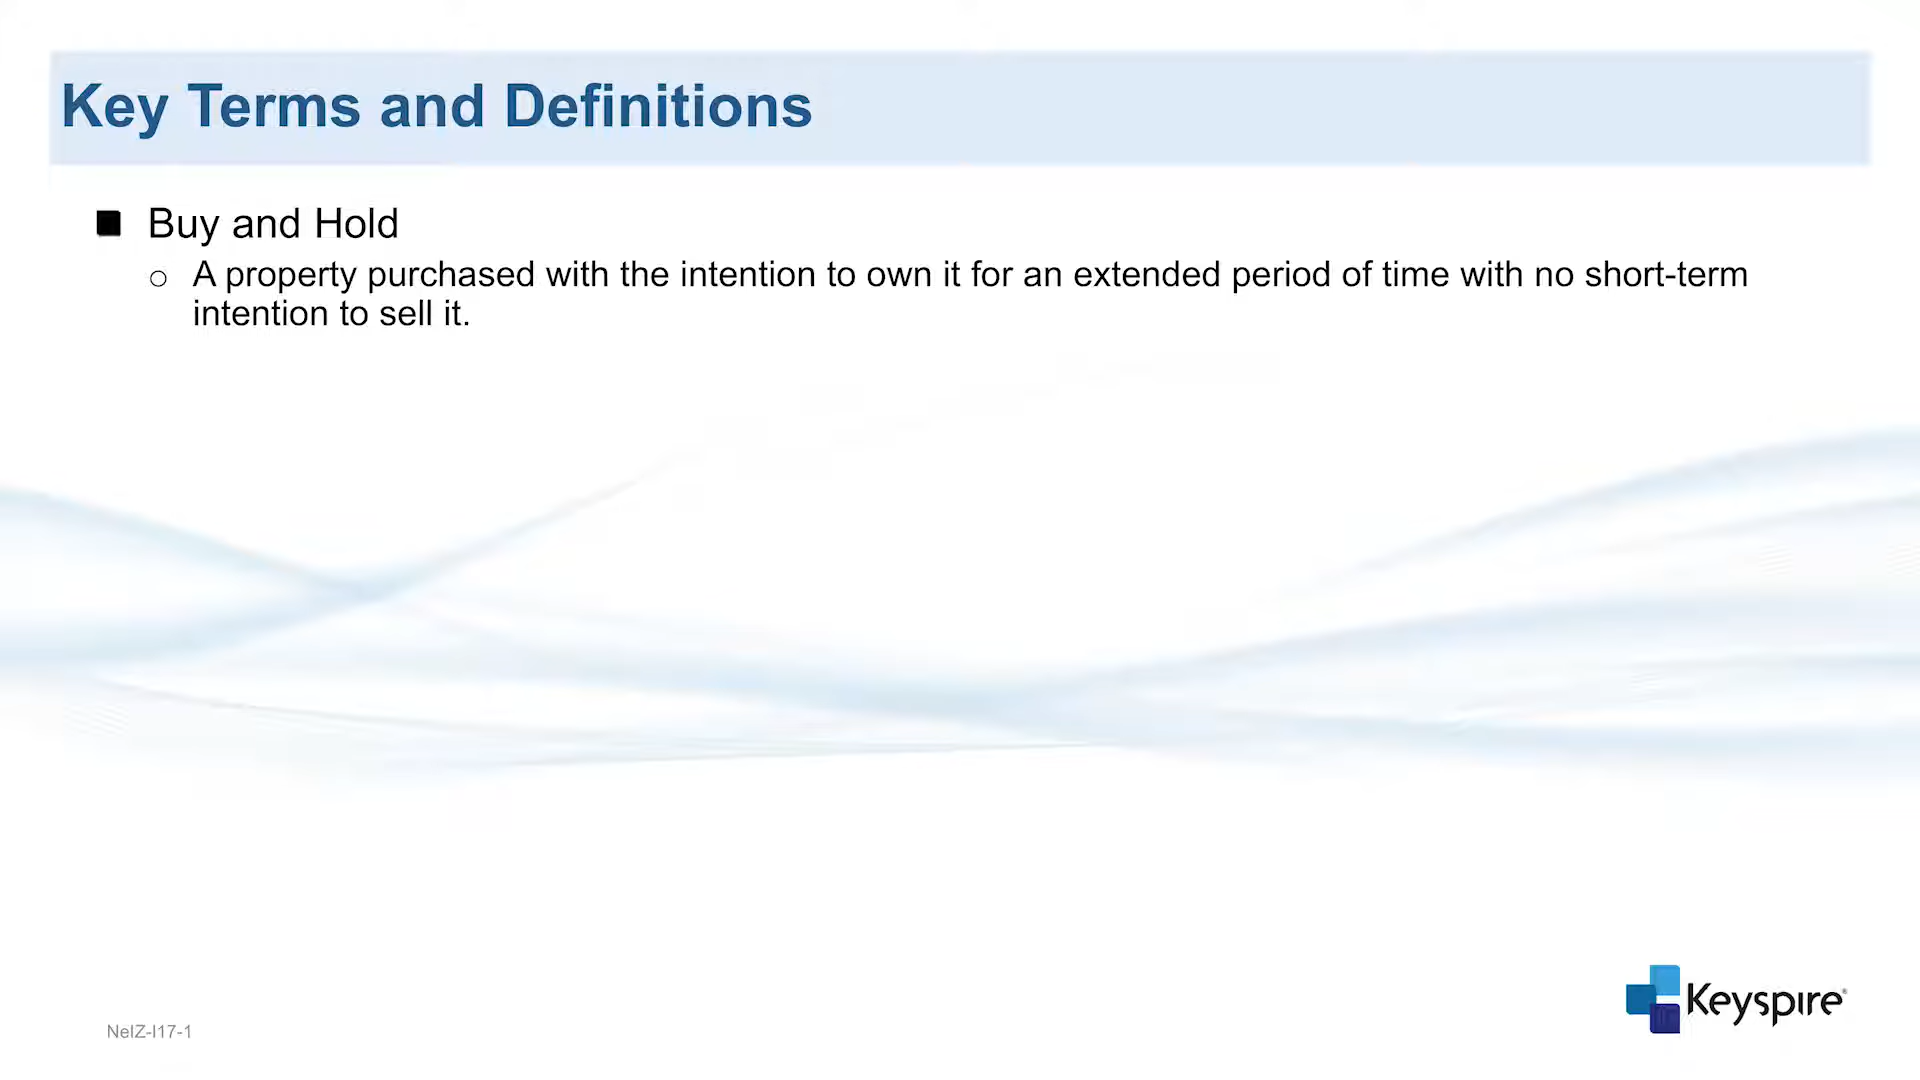 Key Terms and Definitions
■ Buy and Hold
○ A property purchased with the intention to own it for an extended period of time with no short-term
intention to sell it.
Keyspire®
NeIZ-I17-1